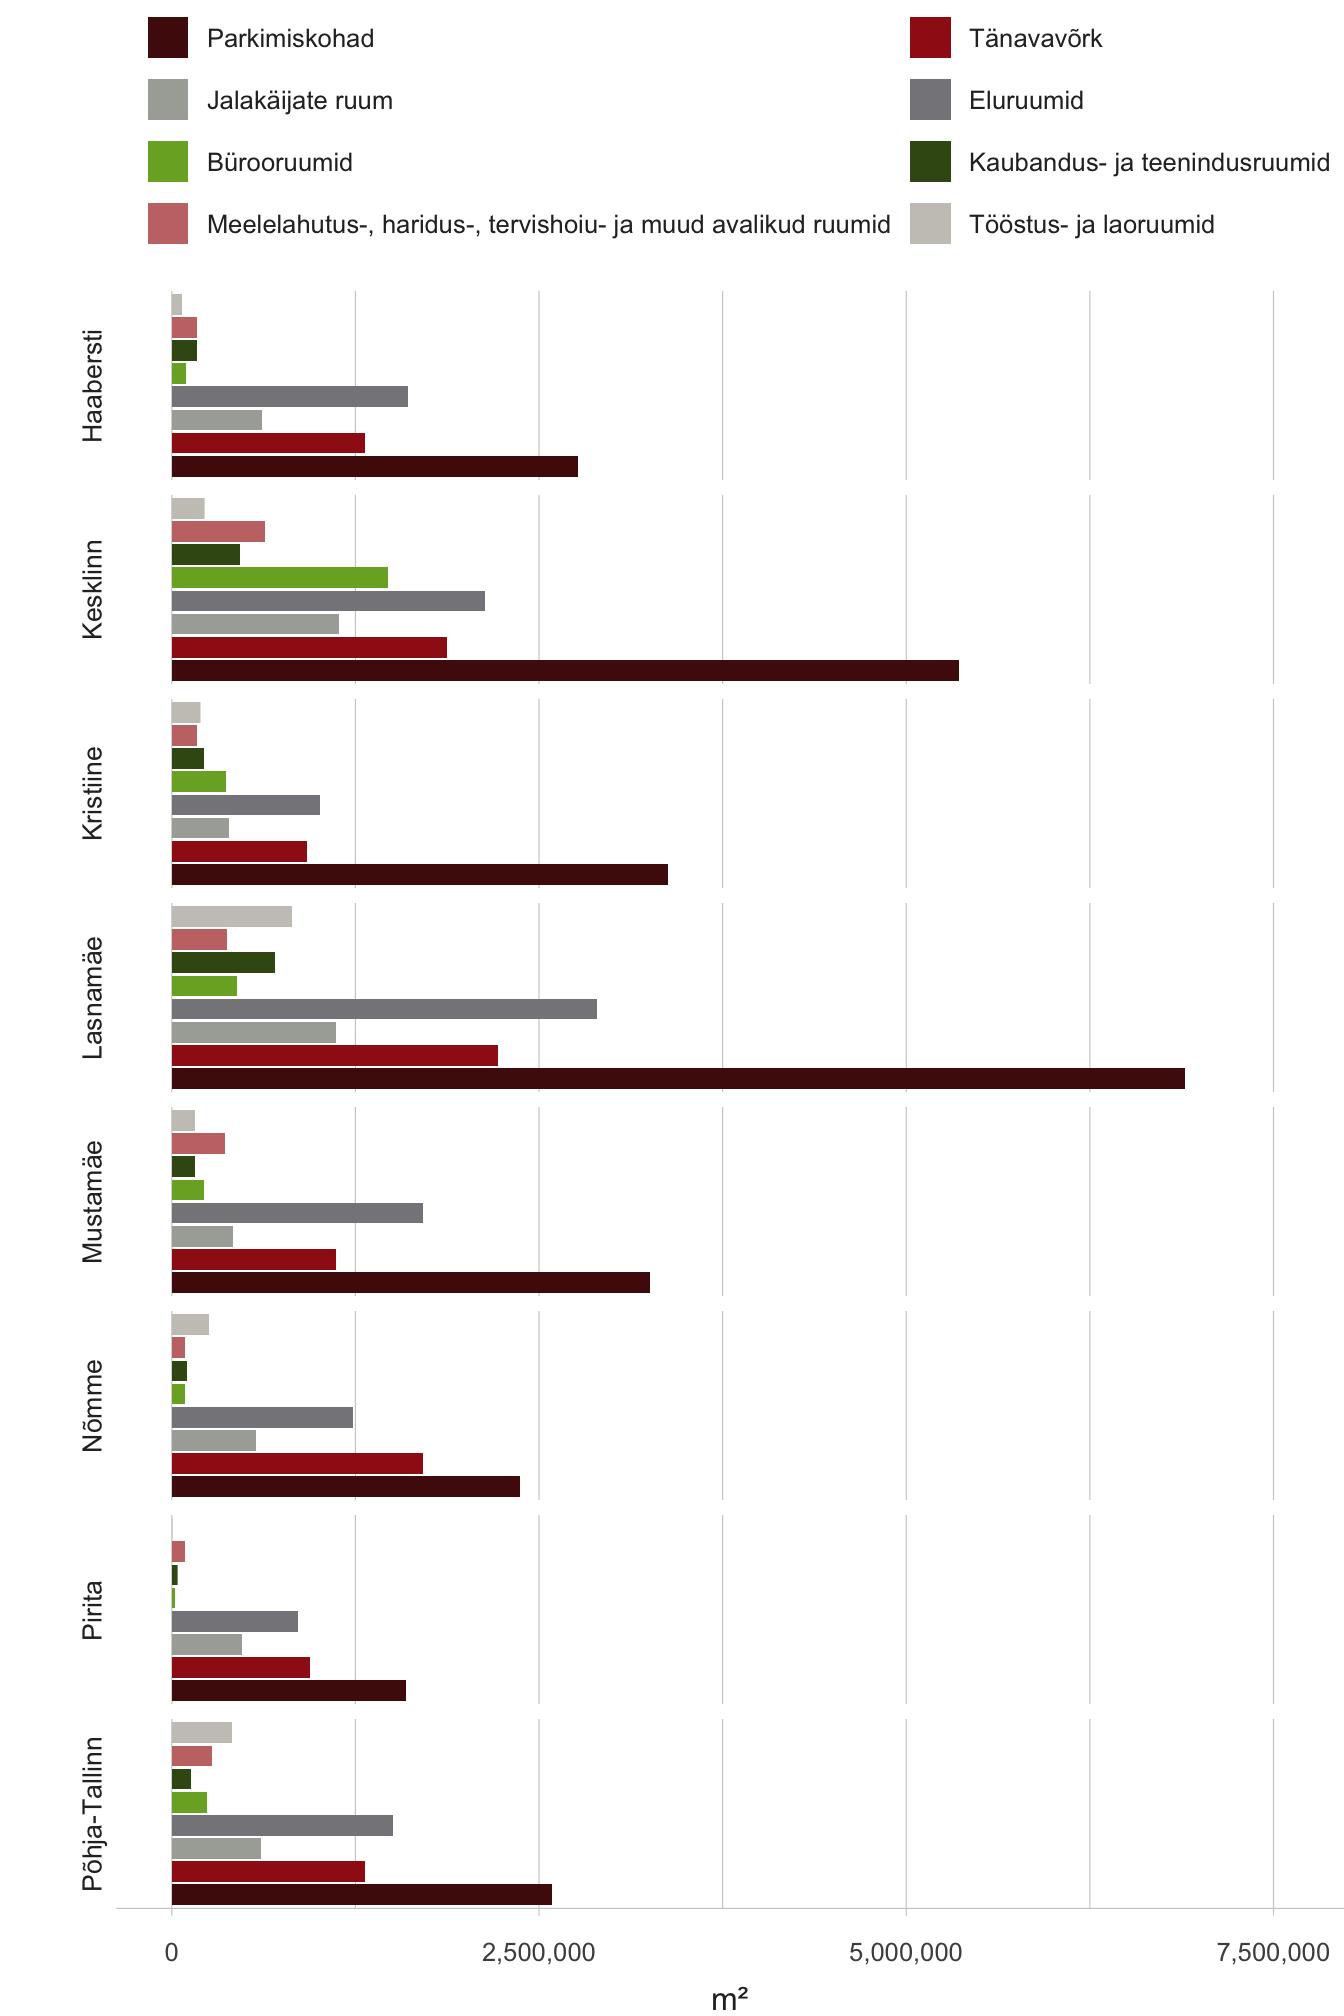 Parkimiskohad
Tänavavõrk
Jalakäijate ruum
Eluruumid
Bürooruumid
Kaubandus- ja teenindusruumid
Meelelahutus-, haridus-, tervishoiu- ja muud avalikud ruumid
Tööstus- ja laoruumid
Haabersti
Kesklinn
Kristiine
Lasnamäe
Mustamäe
Nõmme
Pirita
Põhja-Tallinn
0
2,500,000
5,000,000
7,500,000
m²